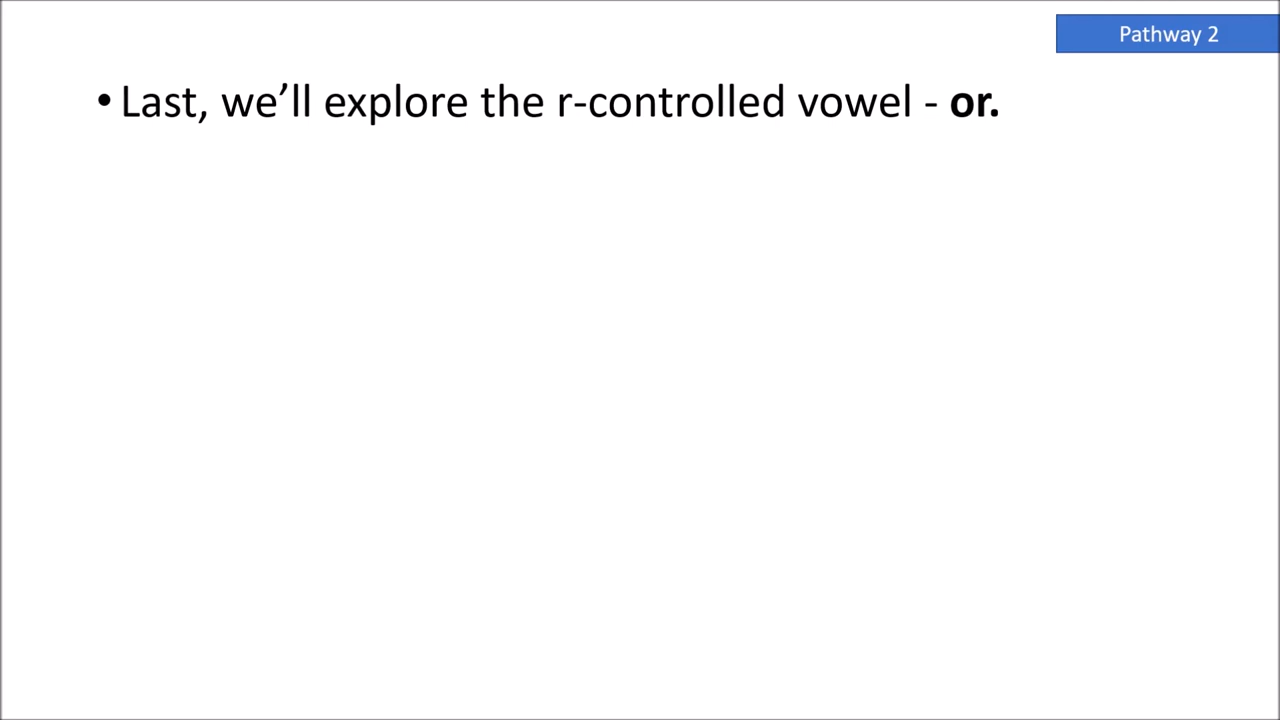 Pathway 2
•Last, we’ll explore the r-controlled vowel - or.